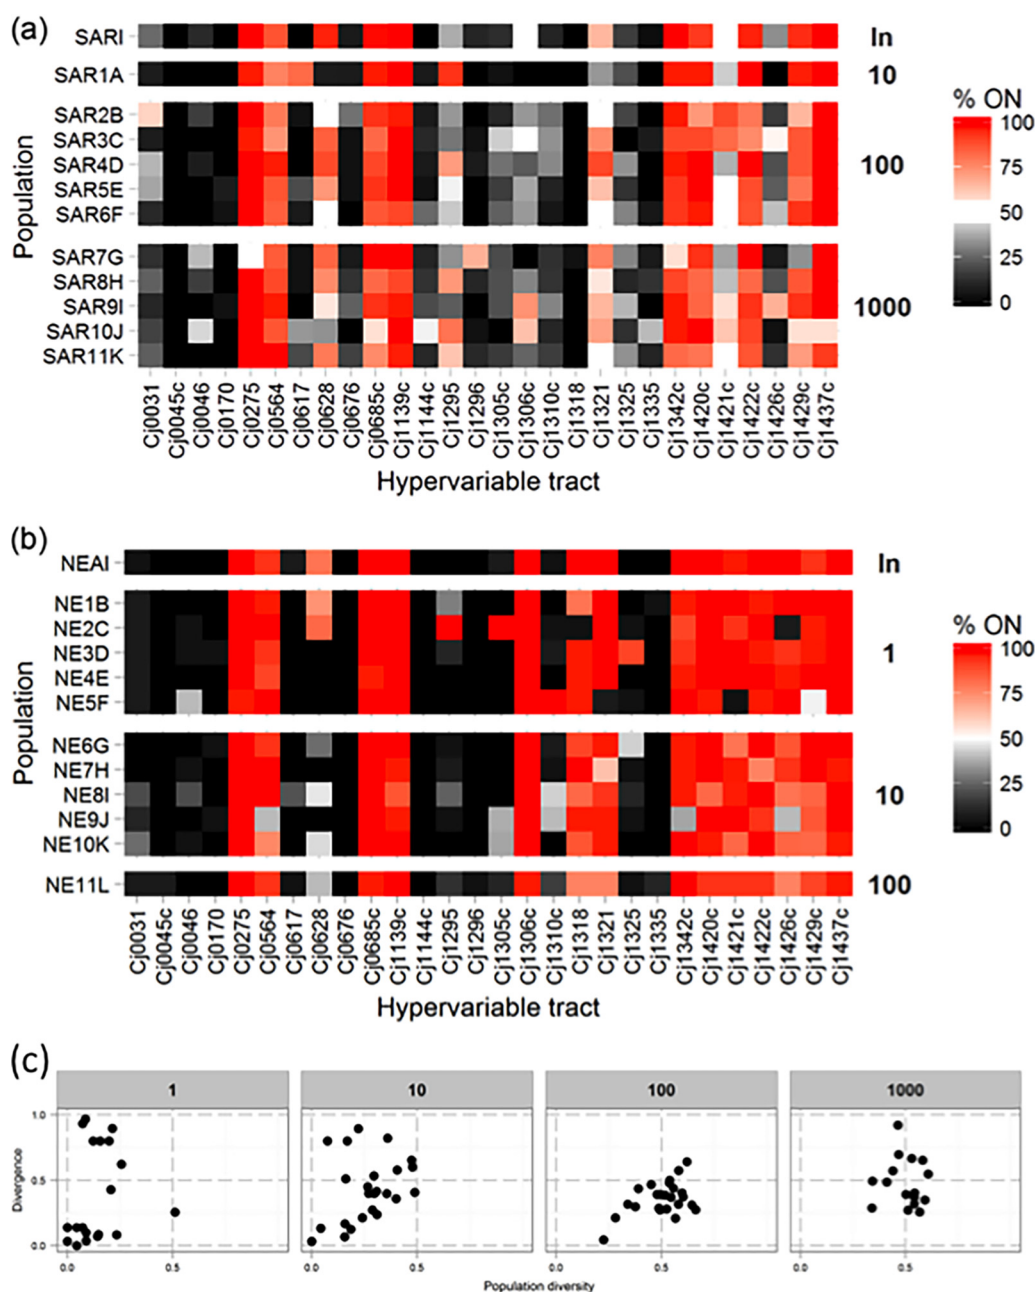 (a)
SARI
In
SAR1A
10
SAR2B
SAR3C
SAR4D
SAR5E
SAR6F
100
SAR7G
SAR8H
SAR9I
SAR10J
SAR11K
1000
Population
% ON
100
75
50
25
0
Cj0031 Cj0045c Cj0046 Cj0170 Cj0275 Cj0564 Cj0617 Cj0628 Cj0676 Cj0685c Cj1139c Cj1144c Cj1295 Cj1296 Cj1305c Cj1306c Cj1310c Cj1318 Cj1321 Cj1325 Cj1335 Cj1342c Cj1420c Cj1421c Cj1422c Cj1426c Cj1429c Cj1437c
Hypervariable tract
(b)
NEAI
In
NE1B
NE2C
NE3D
NE4E
NE5F
1
NE6G
NE7H
NE8I
NE9J
NE10K
10
NE11L
100
Population
% ON
100
75
50
25
0
Cj0031 Cj0045c Cj0046 Cj0170 Cj0275 Cj0564 Cj0617 Cj0628 Cj0676 Cj0685c Cj1139c Cj1144c Cj1295 Cj1296 Cj1305c Cj1306c Cj1310c Cj1318 Cj1321 Cj1325 Cj1335 Cj1342c Cj1420c Cj1421c Cj1422c Cj1426c Cj1429c Cj1437c
Hypervariable tract
(c)
1 10 100 1000
1.0
0.5
0.0
Divergence
0.0 0.5 0.0 0.5 0.0 0.5 0.0 0.5
Population diversity